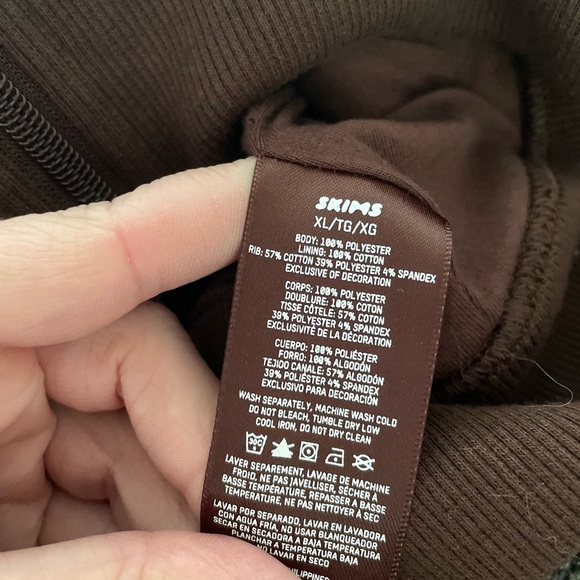 SKIMS
XL/TG/XG
BODY: 100% POLYESTER
LINING: 100% COTTON
RIB: 57% COTTON 39% POLYESTER 4% SPANDEX
EXCLUSIVE OF DECORATION
CORPS: 100% POLYESTER
DOUBLURE: 100% COTON
TISSE CÔTELÉ: 57% COTON
39% POLYESTER 4% SPANDEX
EXCLUSIVITÉ DE LA DÉCORATION
CUERPO: 100% POLIÉSTER
FORRO: 100% ALGODÓN
TEJIDO CANALÉ: 57% ALGODÓN
39% POLIÉSTER 4% SPANDEX
EXCLUSIVO PARA DECORACIÓN
WASH SEPARATELY, MACHINE WASH COLD
DO NOT BLEACH, TUMBLE DRY LOW
COOL IRON, DO NOT DRY CLEAN
30C
LAVER SEPAREMENT, LAVAGE DE MACHINE
FROID, NE PAS JAVELLISER, SÉCHER À
BASSE TEMPÉRATURE, REPASSER À BASSE
TEMPÉRATURE, NE PAS NETTOYER À SEC
LAVAR POR SEPARADO, LAVAR EN LAVADORA
CON AGUA FRÍA, NO USAR BLANQUEADOR
SECAR EN SECADORA A BAJA TEMPERATURA
PLANCHAR A TEMPERATURA BAJA
EN SECO
PHILIPPINES